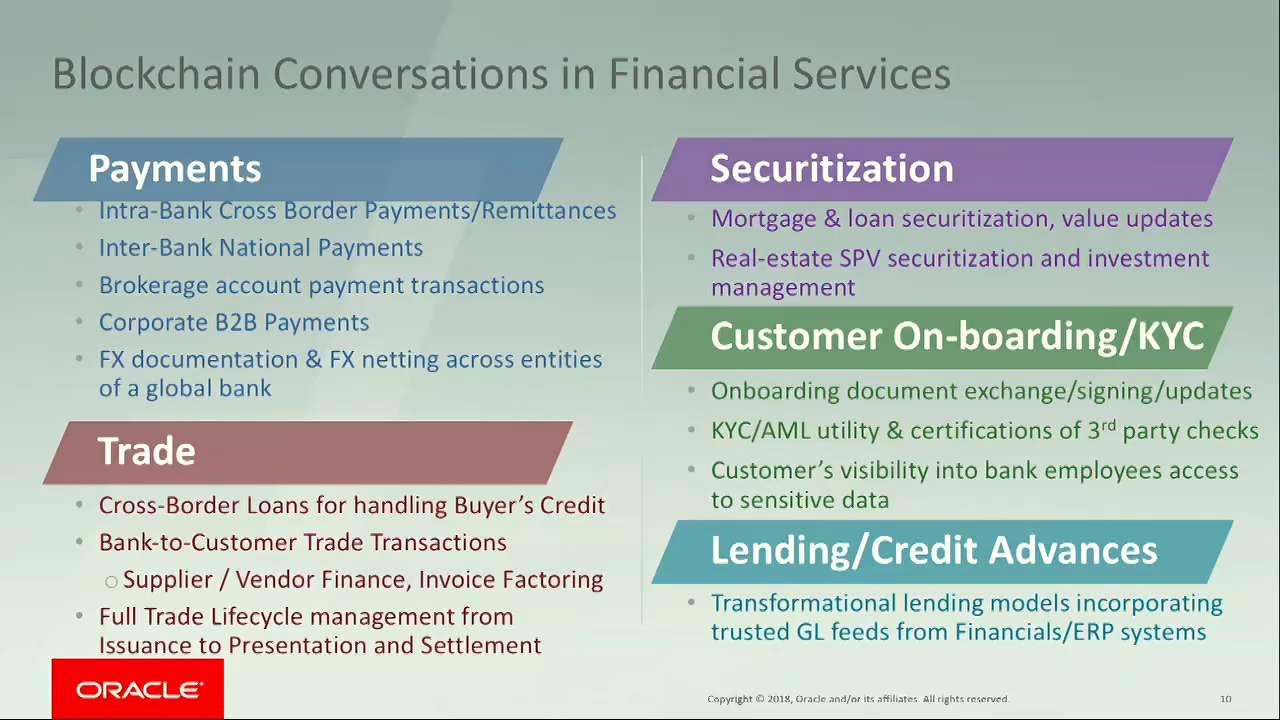 Blockchain Conversations in Financial Services
Payments
• Intra-Bank Cross Border Payments/Remittances
• Inter-Bank National Payments
• Brokerage account payment transactions
• Corporate B2B Payments
• FX documentation & FX netting across entities
of a global bank
Trade
• Cross-Border Loans for handling Buyer’s Credit
• Bank-to-Customer Trade Transactions
o Supplier / Vendor Finance, Invoice Factoring
• Full Trade Lifecycle management from
Issuance to Presentation and Settlement
Securitization
• Mortgage & loan securitization, value updates
• Real-estate SPV securitization and investment
management
Customer On-boarding/KYC
• Onboarding document exchange/signing/updates
• KYC/AML utility & certifications of 3rd party checks
• Customer’s visibility into bank employees access
to sensitive data
Lending/Credit Advances
• Transformational lending models incorporating
trusted GL feeds from Financials/ERP systems
ORACLE®
Copyright © 2018, Oracle and/or its affiliates. All rights reserved.
10